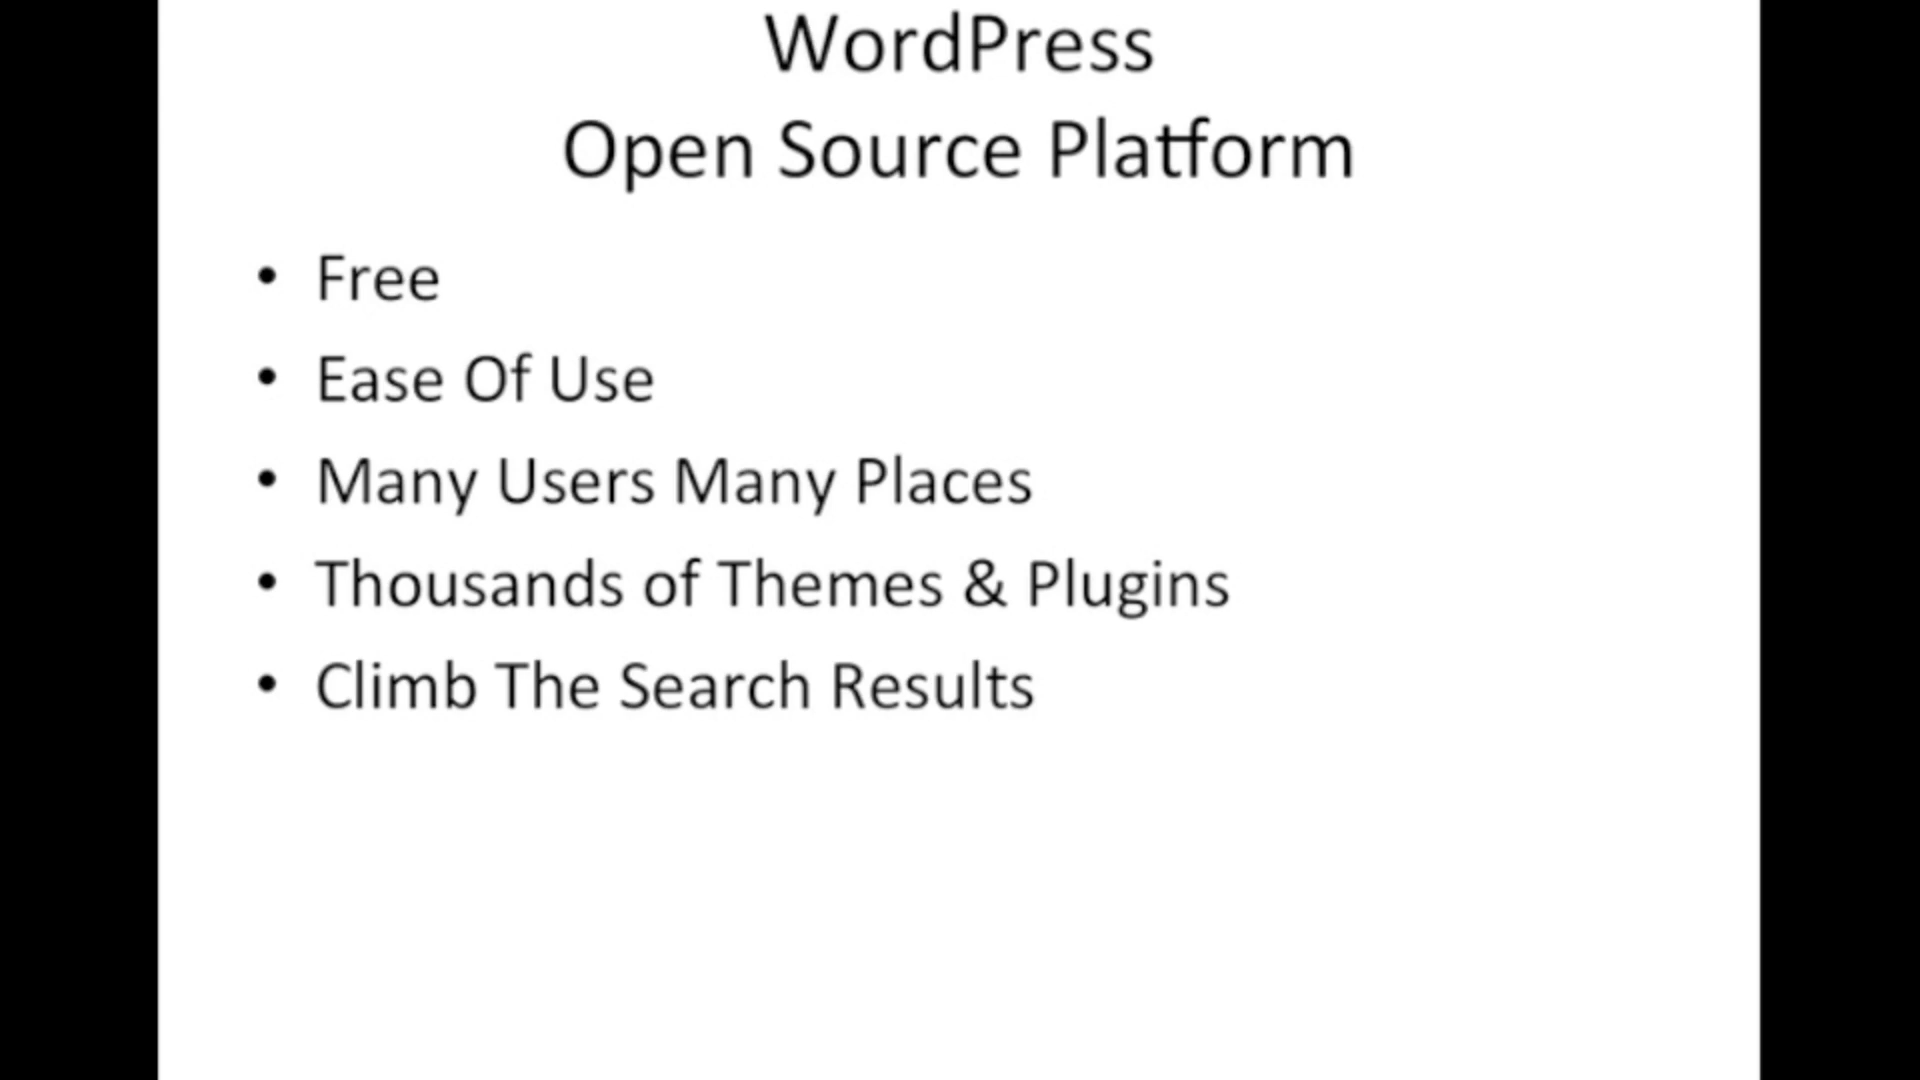 WordPress
Open Source Platform
• Free
• Ease Of Use
• Many Users Many Places
• Thousands of Themes & Plugins
• Climb The Search Results